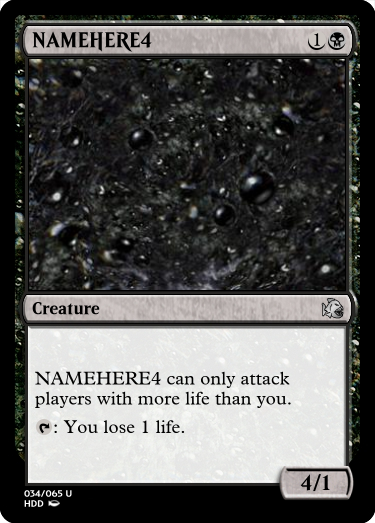 NAMEHERE4 1
Creature
NAMEHERE4 can only attack
players with more life than you.
: You lose 1 life.
4/1
034/065 U
HDD